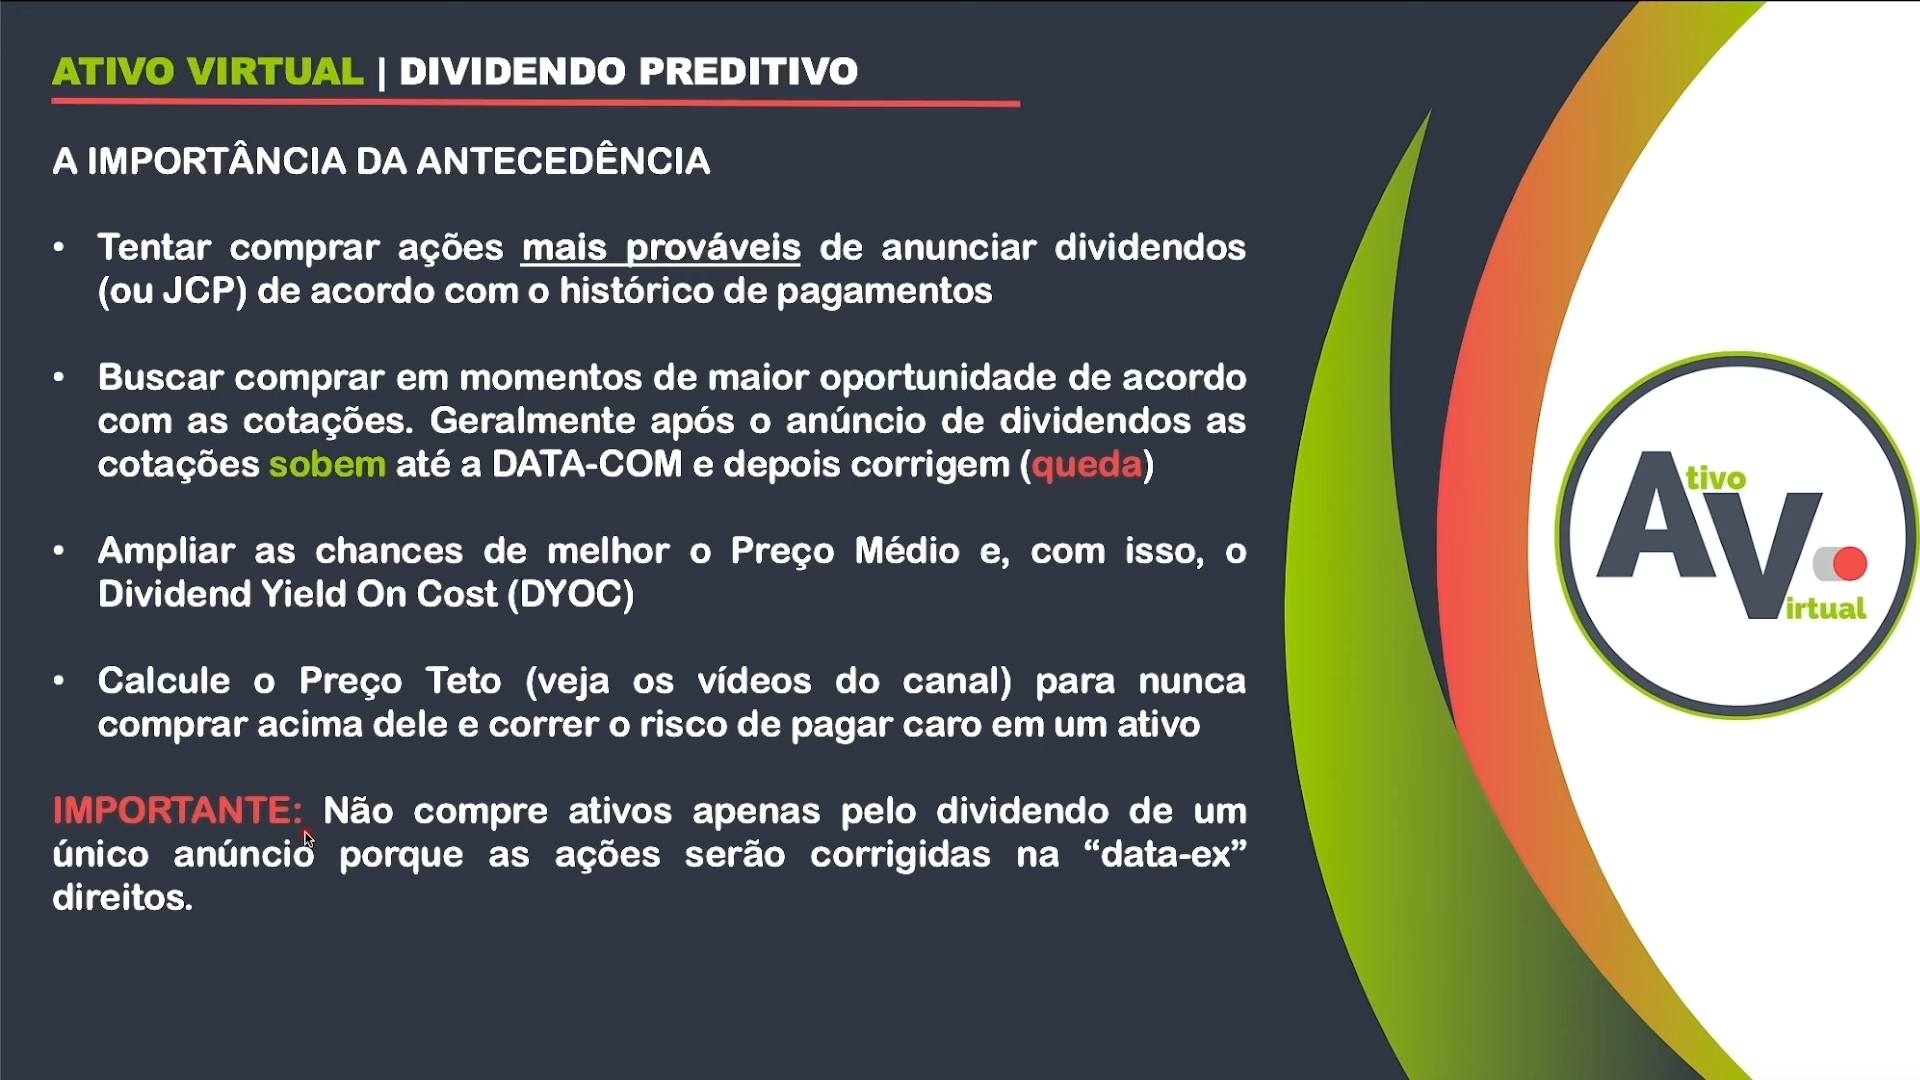 ATIVO VIRTUAL | DIVIDENDO PREDITIVO
A IMPORTÂNCIA DA ANTECEDÊNCIA
• Tentar comprar ações mais prováveis de anunciar dividendos
(ou JCP) de acordo com o histórico de pagamentos
• Buscar comprar em momentos de maior oportunidade de acordo
com as cotações. Geralmente após o anúncio de dividendos as
cotações sobem até a DATA-COM e depois corrigem (queda)
• Ampliar as chances de melhor o Preço Médio e, com isso, o
Dividend Yield On Cost (DYOC)
• Calcule o Preço Teto (veja os vídeos do canal) para nunca
comprar acima dele e correr o risco de pagar caro em um ativo
IMPORTANTE: Não compre ativos apenas pelo dividendo de um
único anúncio porque as ações serão corrigidas na “data-ex”
direitos.
Ativo
Virtual